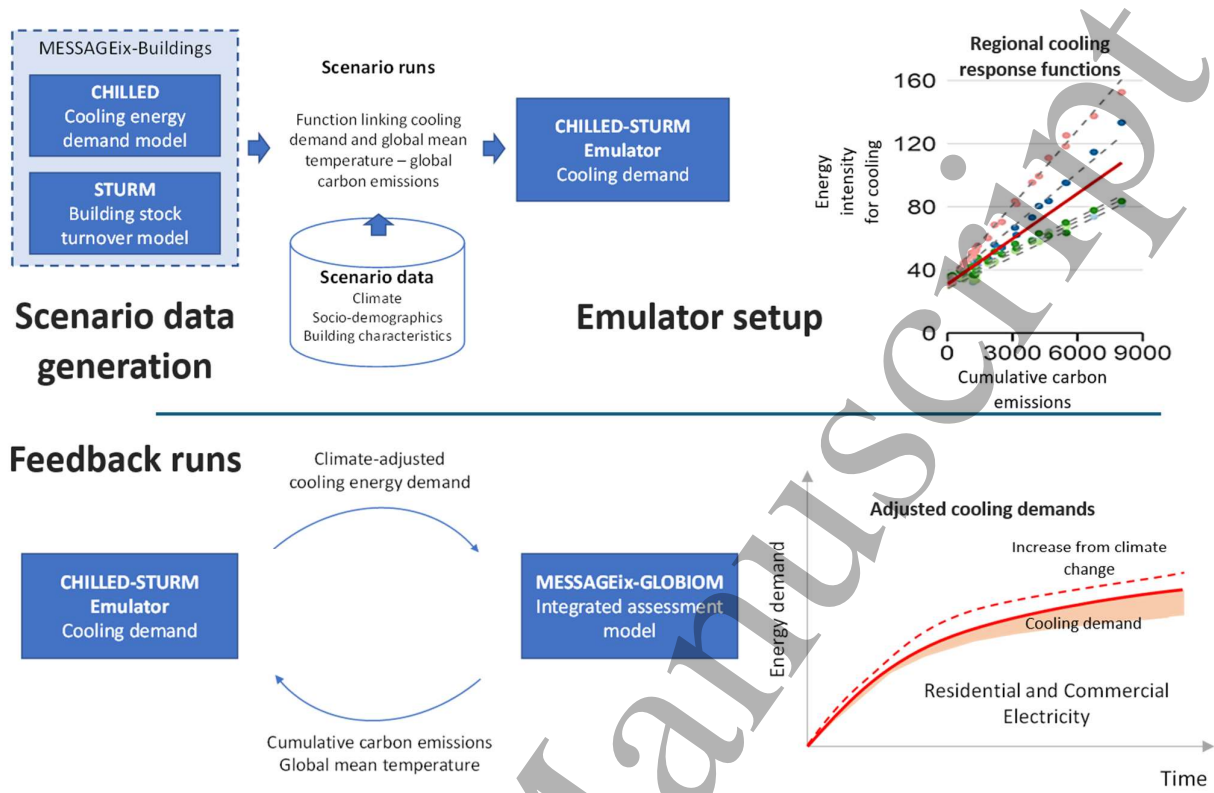 MESSAGEix-Buildings
CHILLED
Cooling energy
demand model
STURM
Building stock
turnover model
Scenario data
generation
Scenario runs
Function linking cooling
demand and global mean
temperature – global
carbon emissions
Scenario data
Climate
Socio-demographics
Building characteristics
CHILLED-STURM
Emulator
Cooling demand
Emulator setup
Regional cooling
response functions
Energy
intensity
for cooling
160
120
80
40
0
0 3000 6000 9000
Cumulative carbon
emissions
Feedback runs
Climate-adjusted
cooling energy demand
CHILLED-STURM
Emulator
Cooling demand
MESSAGEix-GLOBIOM
Integrated assessment
model
Cumulative carbon emissions
Global mean temperature
Adjusted cooling demands
Energy demand
Increase from climate
change
Cooling demand
Residential and Commercial
Electricity
Time
Manuscript